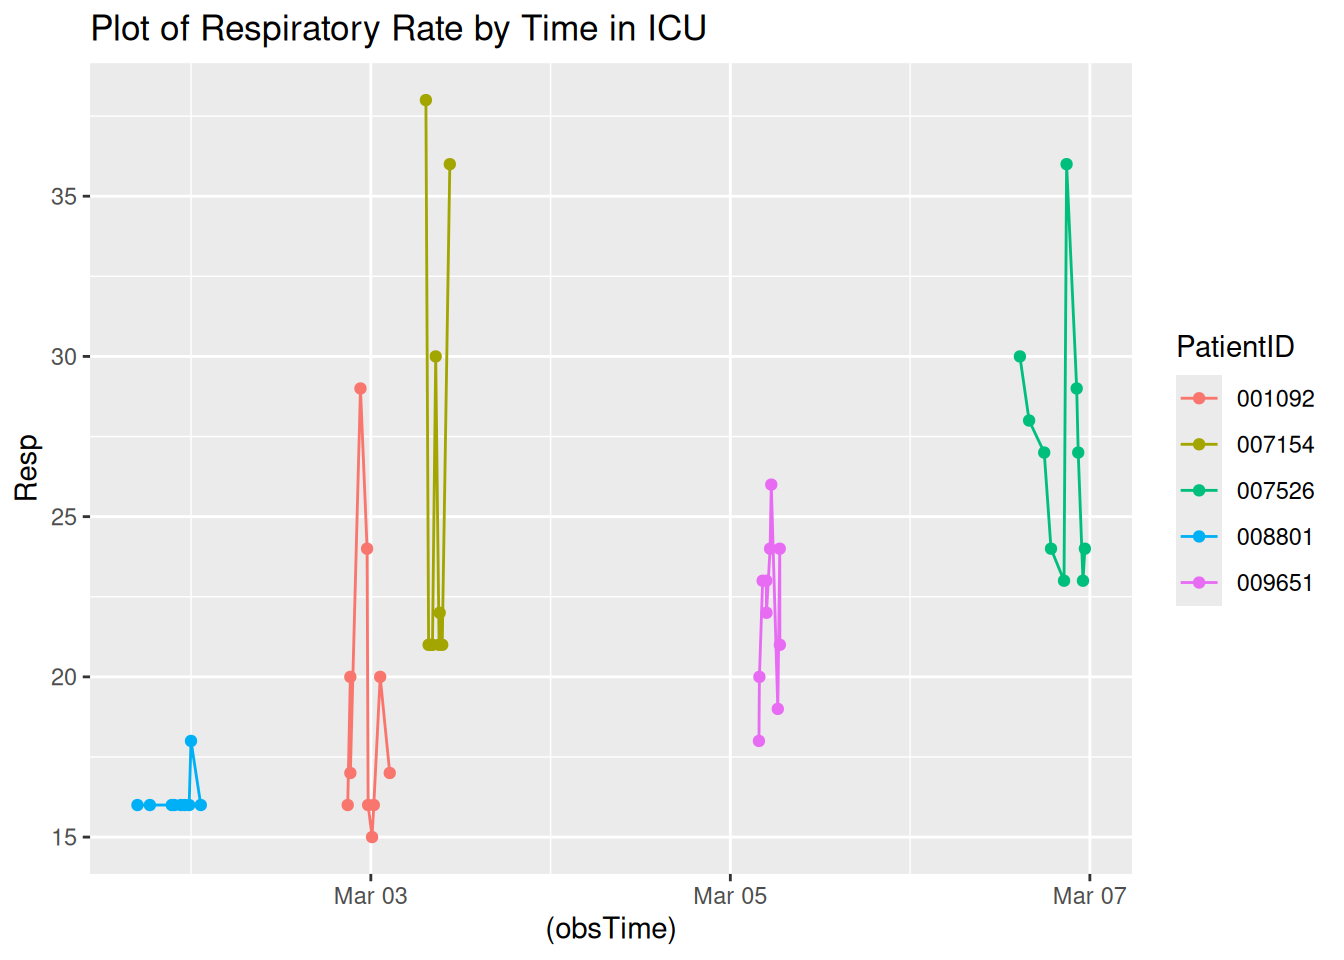 Plot of Respiratory Rate by Time in ICU
35
30
25
20
15
Resp
Mar 03
Mar 05
Mar 07
(obsTime)
PatientID
001092
007154
007526
008801
009651